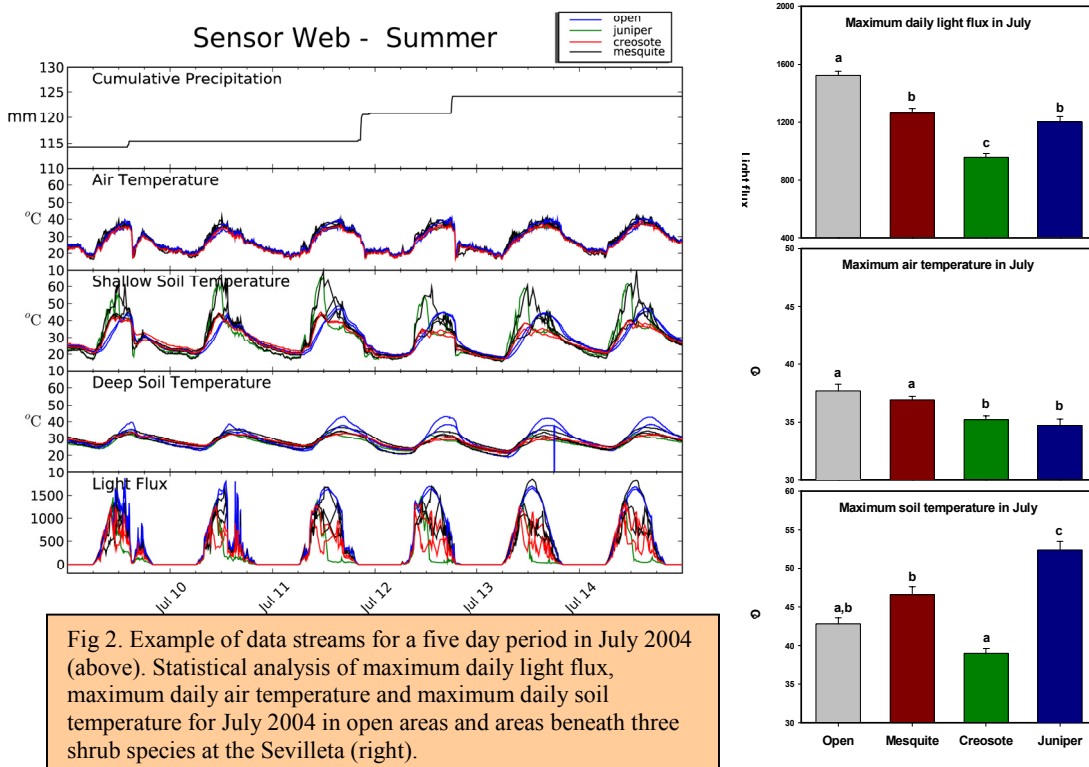 Sensor Web - Summer
open
juniper
creosote
mesquite
Cumulative Precipitation
130
125
mm 120
115
110
Air Temperature
60
50
°C 40
30
20
10
Shallow Soil Temperature
60
50
°C 40
30
20
10
Deep Soil Temperature
60
50
°C 40
30
20
10
Light Flux
1500
1000
500
0
Jul 10
Jul 11
Jul 12
Jul 13
Jul 14
Fig 2. Example of data streams for a five day period in July 2004
(above). Statistical analysis of maximum daily light flux,
maximum daily air temperature and maximum daily soil
temperature for July 2004 in open areas and areas beneath three
shrub species at the Sevilleta (right).
Maximum daily light flux in July
2000
1600
1200
800
400
Light flux
a
b
c
b
Maximum air temperature in July
50
45
40
35
30
a
a
b
b
Maximum soil temperature in July
60
55
50
45
40
35
30
a,b
b
a
c
Open Mesquite Creosote Juniper